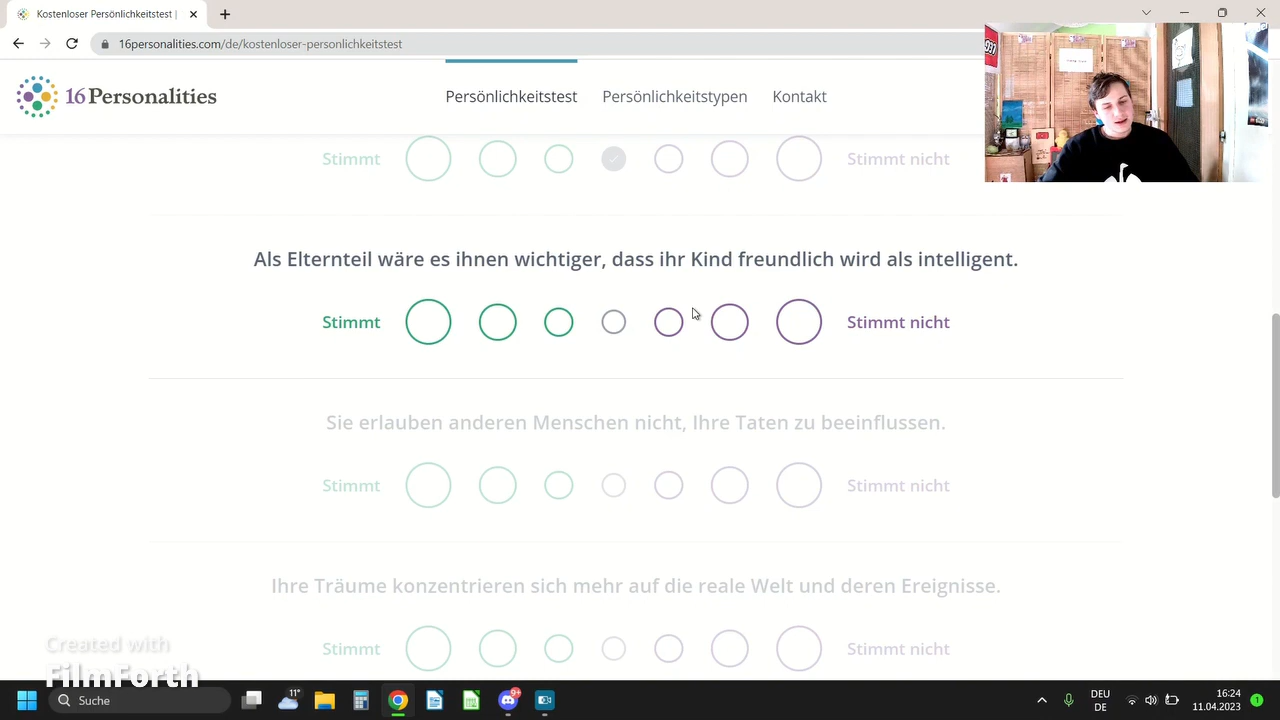 Kostenloser Persönlichkeitstest |
16personalities.com/de/kostenloser-personlichkeitstest
16Personalities
Persönlichkeitstest
Persönlichkeitstypen
Kontakt
Stimmt
Stimmt nicht
Als Elternteil wäre es ihnen wichtiger, dass ihr Kind freundlich wird als intelligent.
Stimmt
Stimmt nicht
Sie erlauben anderen Menschen nicht, Ihre Taten zu beeinflussen.
Stimmt
Stimmt nicht
Ihre Träume konzentrieren sich mehr auf die reale Welt und deren Ereignisse.
Stimmt
Stimmt nicht
Created with
FilmForth
Suche
11°
9+
DEU
DE
16:24
11.04.2023
1